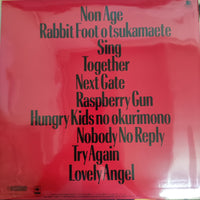 Non Age
Rabbit Foot o tsukamaete
Sing
Together
Next Gate
Raspberry Gun
Hungry Kids no okurimono
Nobody No Reply
Try Again
Lovely Angel